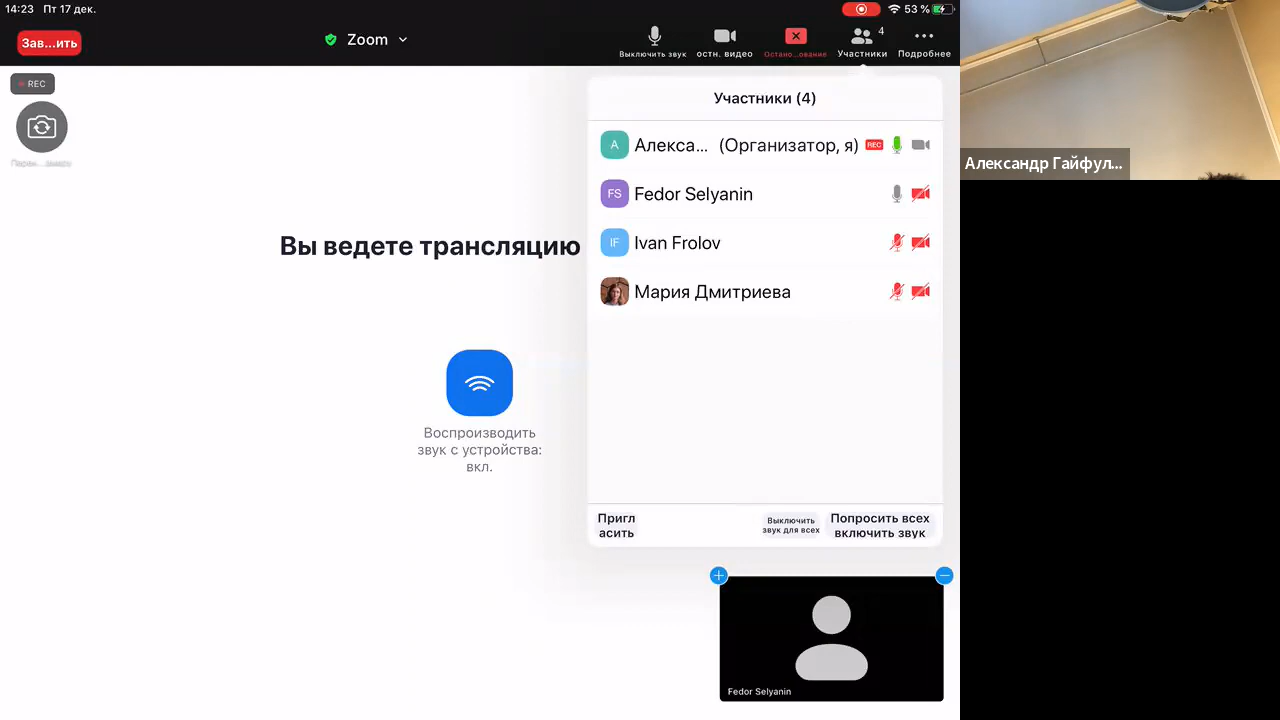 14:23 Пт 17 дек.
53 %
Зав...ить
Zoom
Выключить звук
остн. видео
Остано...ование
4
Участники
Подробнее
REC
Вы ведете трансляцию
Воспроизводить
звук с устройства:
вкл.
Участники (4)
A Алекса... (Организатор, я) REC
FS Fedor Selyanin
IF Ivan Frolov
Мария Дмитриева
Пригл
асить
Выключить
звук для всех
Попросить всех
включить звук
Fedor Selyanin
Александр Гайфул...